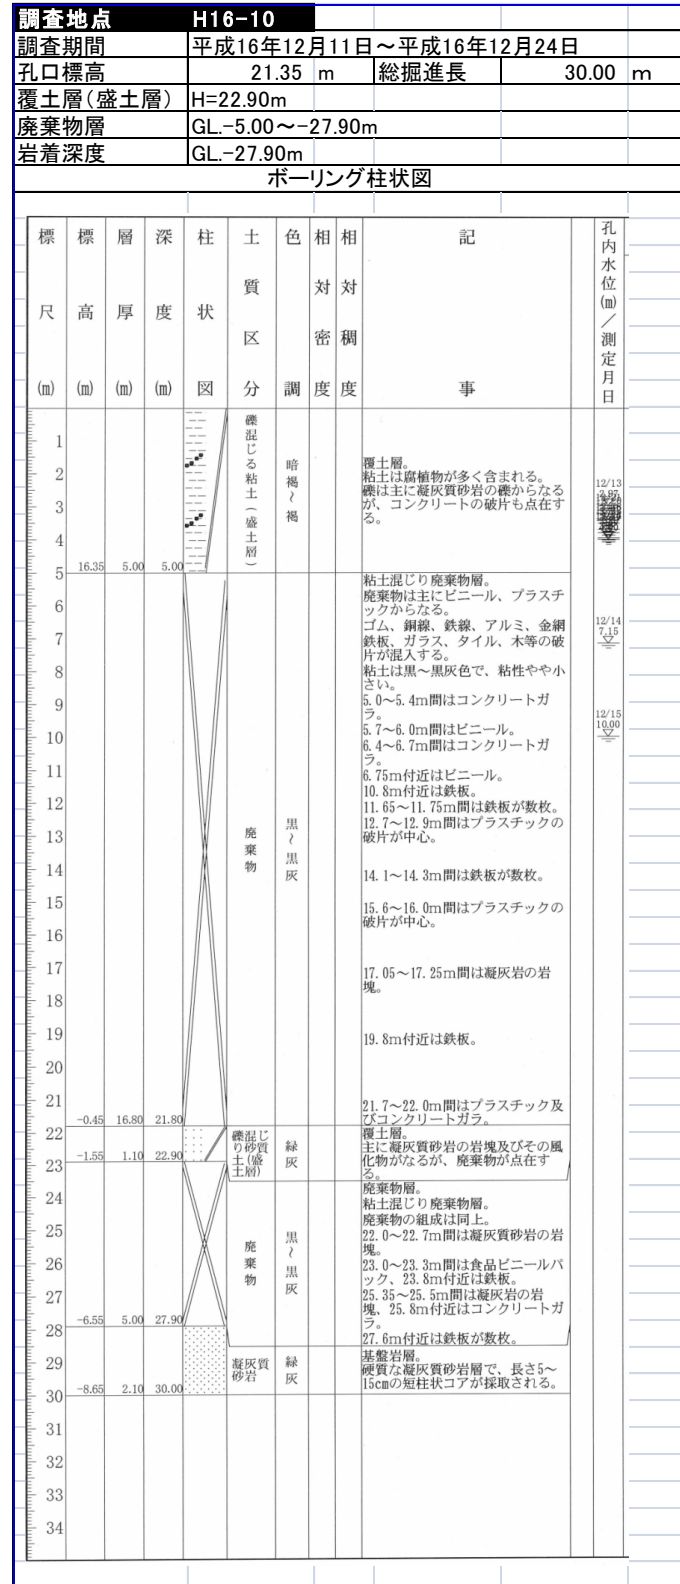 調査地点 H16-10
調査期間 平成16年12月11日～平成16年12月24日
孔口標高 21.35 m 総掘進長 30.00 m
覆土層(盛土層) H=22.90m
廃棄物層 GL.-5.00～-27.90m
岩着深度 GL.-27.90m
ボーリング柱状図
標尺(m) 標高(m) 層厚(m) 深度(m) 柱状図 土質区分 色調 相対密度 相対稠度 記事 孔内水位(m)／測定月日
1
2
3
4
5
16.35 5.00 5.00
礫混じる粘土(盛土層)
暗褐～褐
覆土層。
粘土は腐植物が多く含まれる。
礫は主に凝灰質砂岩の礫からなる
が、コンクリートの破片も点在す
る。
12/13
6
7
8
9
10
11
12
13
14
15
16
17
18
19
20
21
-0.45 16.80 21.80
廃棄物
黒～黒灰
粘土混じり廃棄物層。
廃棄物は主にビニール、プラスチ
ックからなる。
ゴム、銅線、鉄線、アルミ、金網
鉄板、ガラス、タイル、木等の破
片が混入する。
粘土は黒～黒灰色で、粘性やや小
さい。
5.0～5.4m間はコンクリートガ
ラ。
5.7～6.0m間はビニール。
6.4～6.7m間はコンクリートガ
ラ。
6.75m付近はビニール。
10.8m付近は鉄板。
11.65～11.75m間は鉄板が数枚。
12.7～12.9m間はプラスチックの
破片が中心。
14.1～14.3m間は鉄板が数枚。
15.6～16.0m間はプラスチックの
破片が中心。
17.05～17.25m間は凝灰岩の岩
塊。
19.8m付近は鉄板。
21.7～22.0m間はプラスチック及
びコンクリートガラ。
12/14
7.15
12/15
10.00
22
23
-1.55 1.10 22.90
礫混じ
り砂質
土(盛
土層)
緑灰
覆土層。
主に凝灰質砂岩の岩塊及びその風
化物がなるが、廃棄物が点在す
る。
24
25
26
27
-6.55 5.00 27.90
廃棄物
黒～黒灰
廃棄物層。
粘土混じり廃棄物層。
廃棄物の組成は同上。
22.0～22.7m間は凝灰質砂岩の岩
塊。
23.0～23.3m間は食品ビニールパ
ック、23.8m付近は鉄板。
25.35～25.5m間は凝灰岩の岩
塊、25.8m付近はコンクリートガ
ラ。
27.6m付近は鉄板が数枚。
28
29
30
-8.65 2.10 30.00
凝灰質
砂岩
緑灰
基盤岩層。
硬質な凝灰質砂岩層で、長さ5～
15cmの短柱状コアが採取される。
31
32
33
34